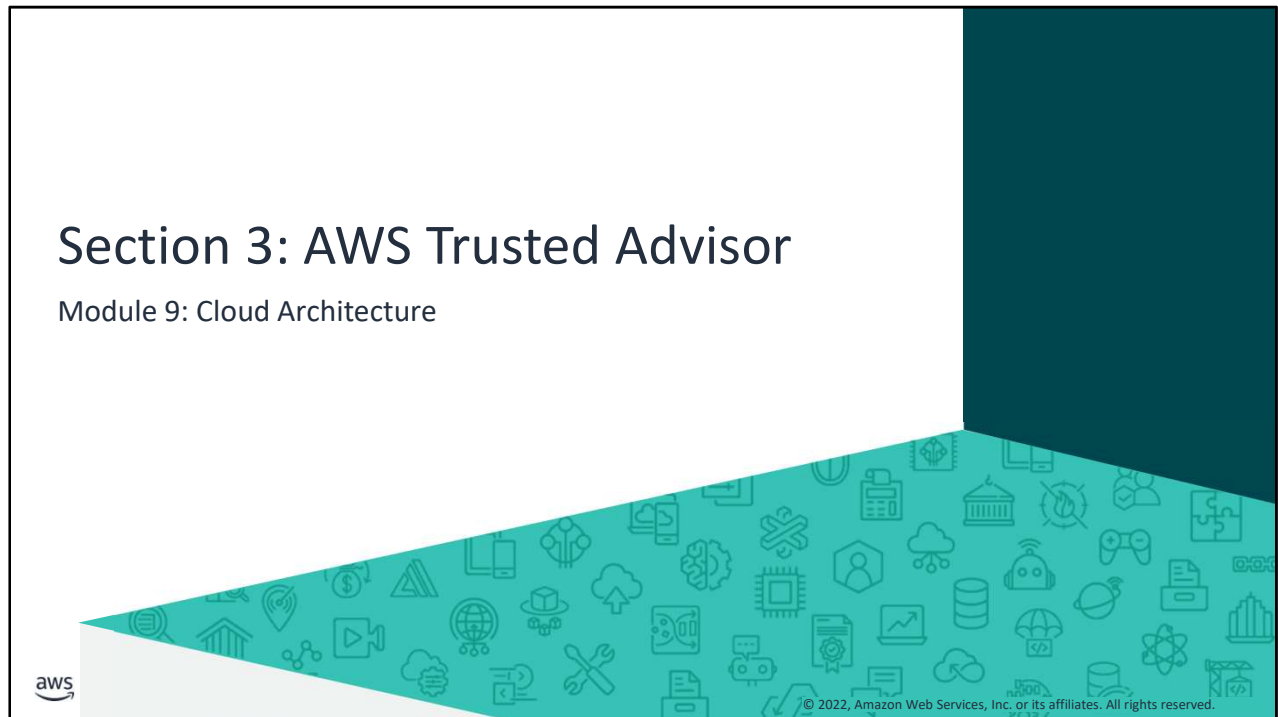 Section 3: AWS Trusted Advisor
Module 9: Cloud Architecture
aws
© 2022, Amazon Web Services, Inc. or its affiliates. All rights reserved.